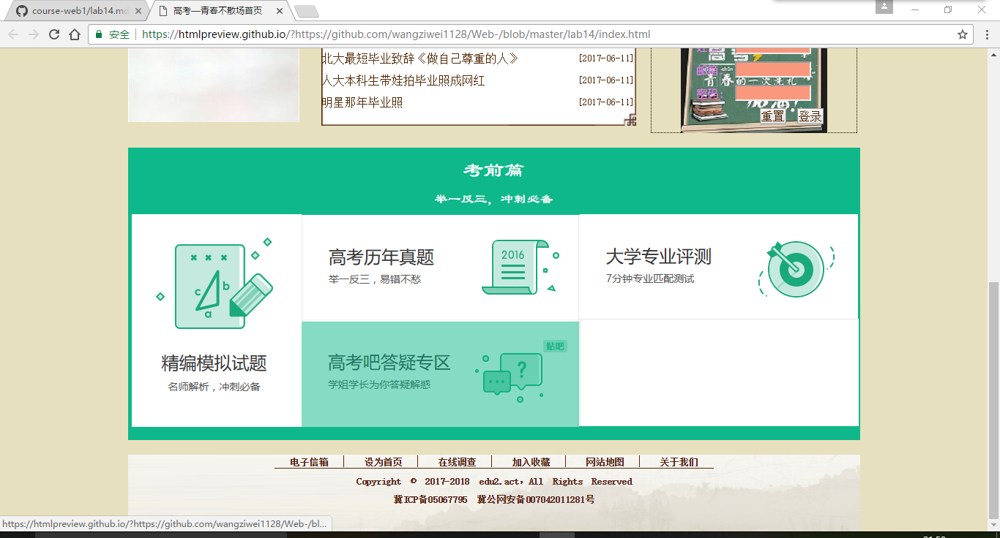 course-web1/lab14.md
高考—青春不散场首页
安全
https://htmlpreview.github.io/?https://github.com/wangziwei1128/Web-/blob/master/lab14/index.html
北大最短毕业致辞《做自己尊重的人》 [2017-06-11]
人大本科生带娃拍毕业照成网红 [2017-06-11]
明星那年毕业照 [2017-06-11]
邮箱
chūn
青春的一次洗礼
密码:
加油!
重置 登录
考前篇
举一反三，冲刺必备
x x x
c b
a
精编模拟试题
名师解析，冲刺必备
高考历年真题
举一反三，易错不愁
2016
大学专业评测
7分钟专业匹配测试
高考吧答疑专区
学姐学长为你答疑解惑
贴吧
?
电子信箱 设为首页 在线调查 加入收藏 网站地图 关于我们
Copyright © 2017-2018 edu2.act，All Rights Reserved
冀ICP备05067795 冀公网安备007042011281号
https://htmlpreview.github.io/?https://github.com/wangziwei1128/Web-/bl...